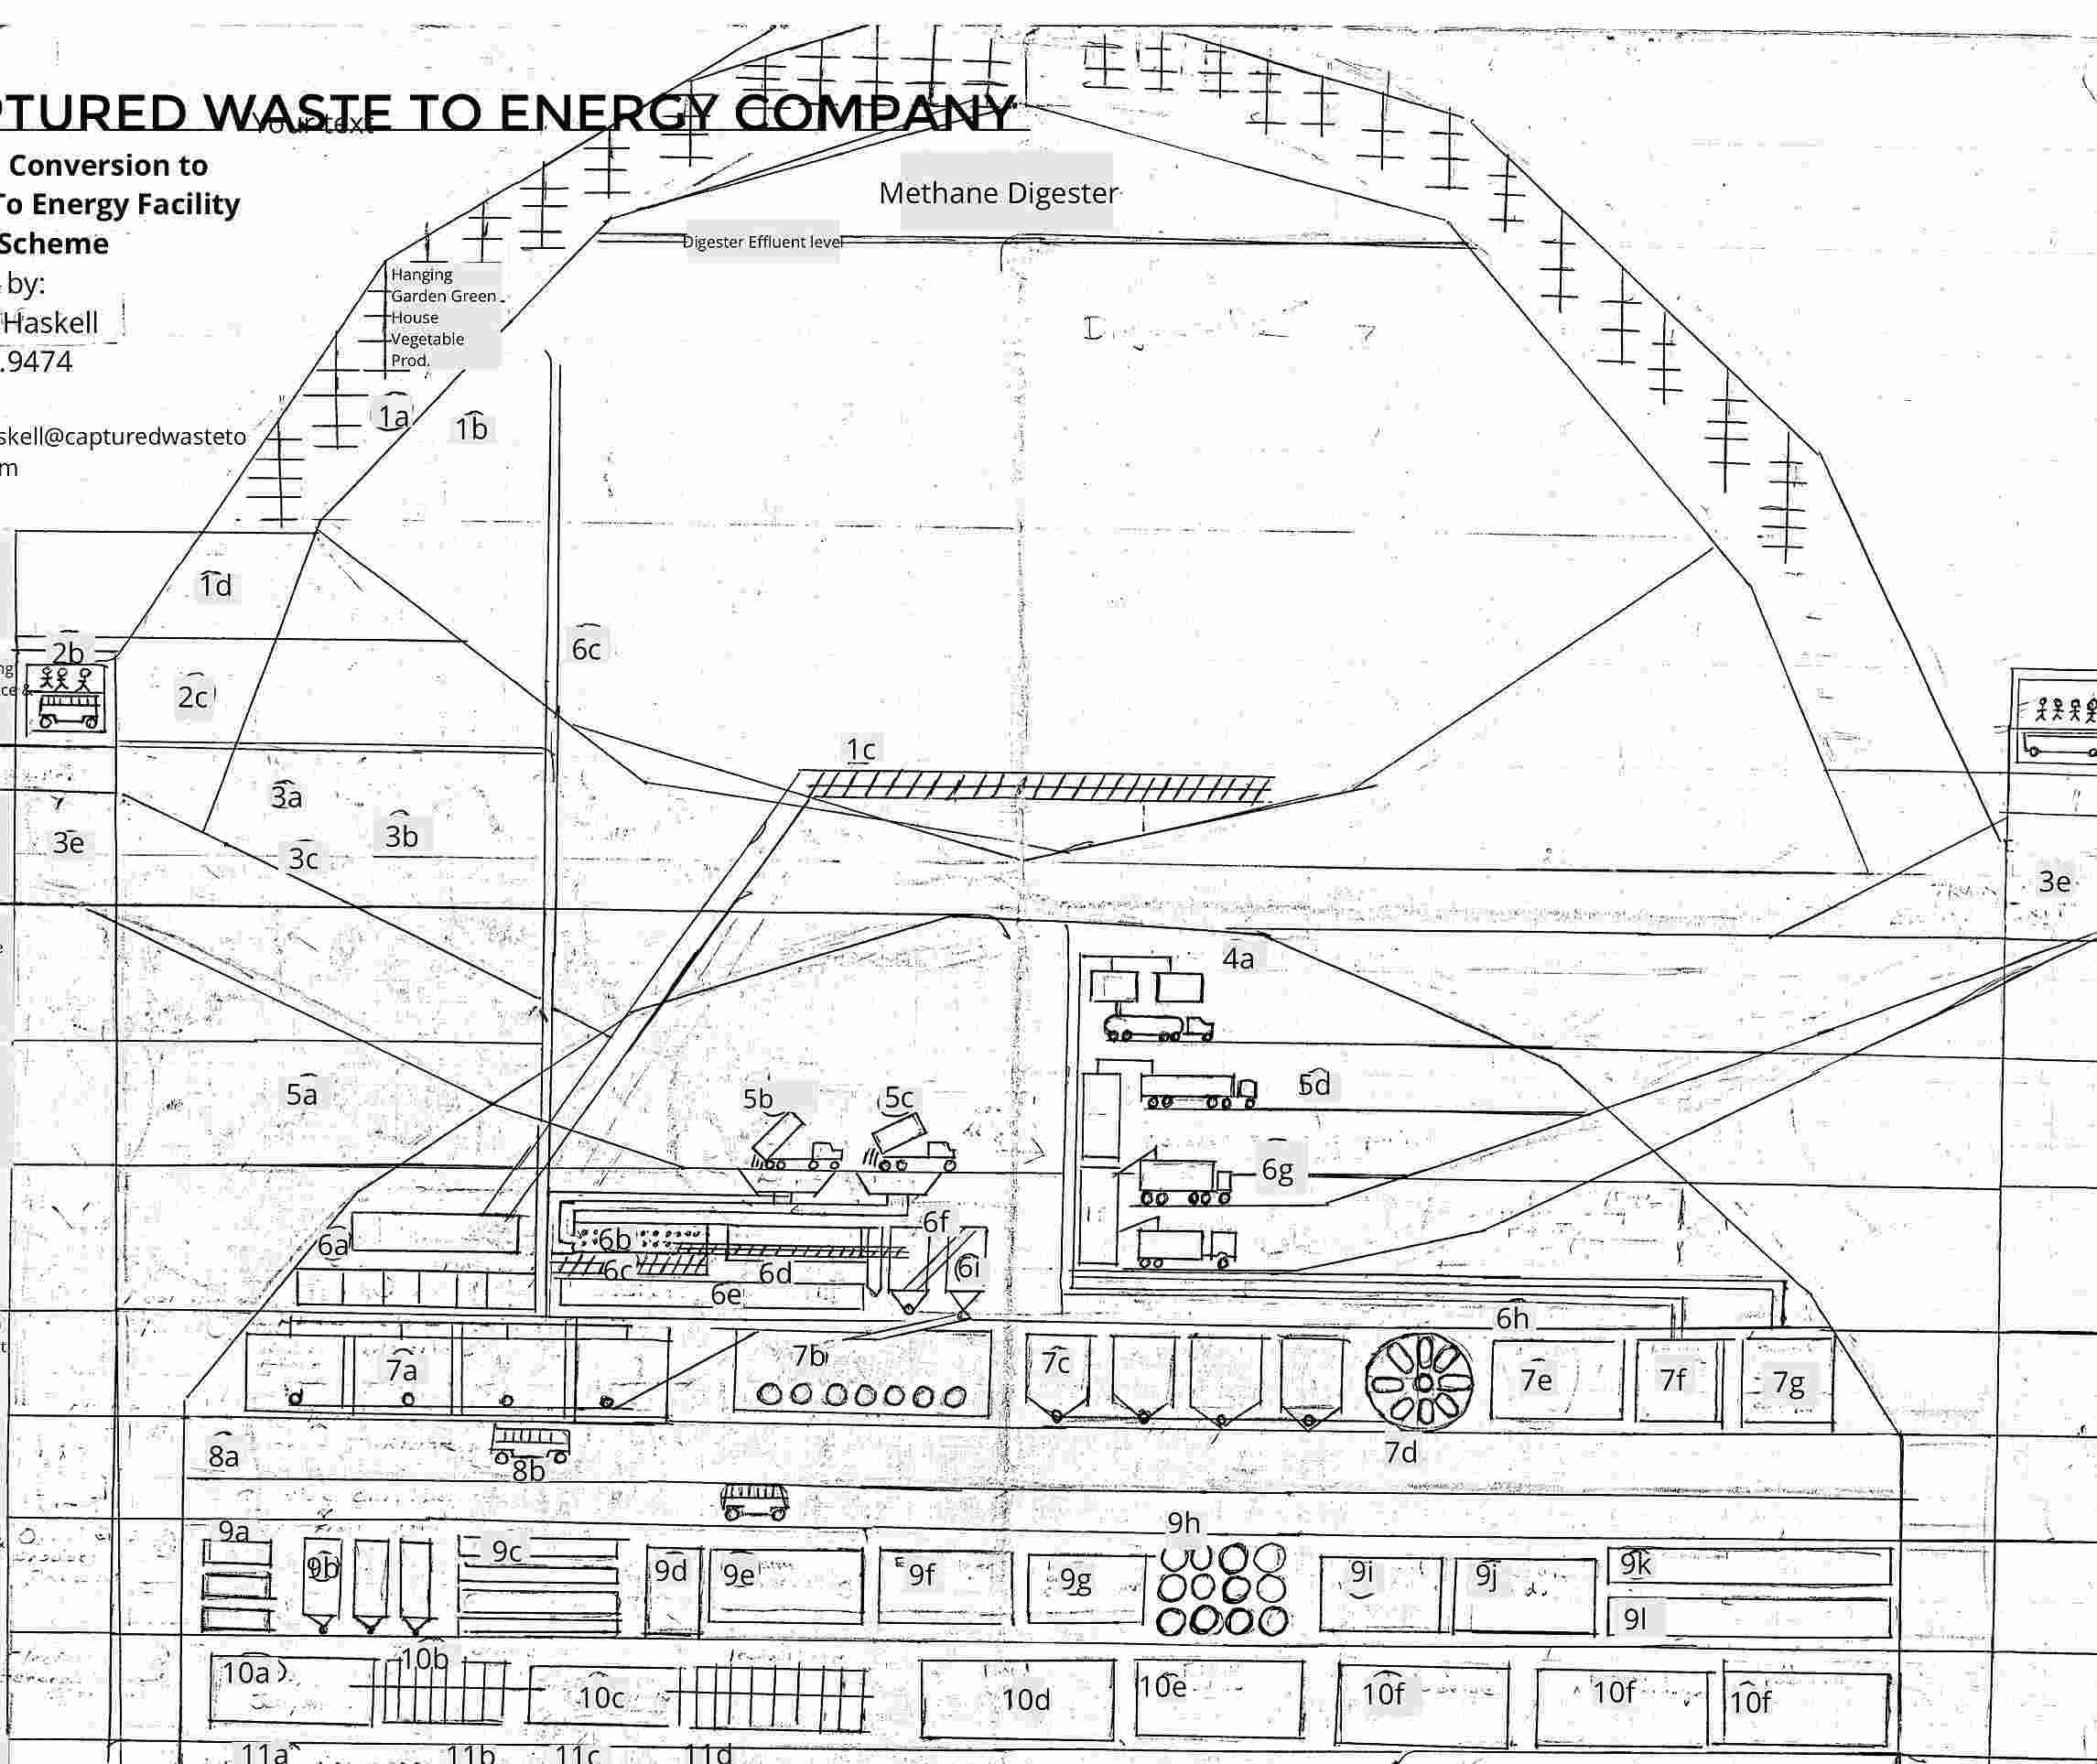 PTURED WASTE TO ENERGY COMPANY
Your text
Conversion to
To Energy Facility
Scheme
by:
Haskell
.9474
skell@capturedwasteto
m
Methane Digester
Digester Effluent level
Hanging
Garden Green
House
Vegetable
Prod.
1a
1b
1d
2b
6c
2c
1c
3a
3b
3c
3e
3e
4a
5a
5b
5c
5d
6g
6a
6b
6c
6d
6e
6f
6i
6h
7a
7b
7c
7d
7e
7f
7g
8a
8b
9a
9b
9c
9d
9e
9f
9g
9h
9i
9j
9k
9l
10a
10b
10c
10d
10e
10f
10f
10f
11a
11b
11c
11d